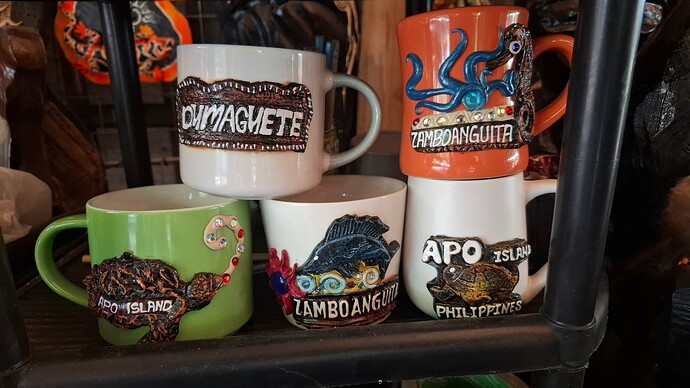 DUMAGUETE
ZAMBOANGUITA
APO ISLAND
ZAMBOANGUITA
APO ISLAND
PHILIPPINES